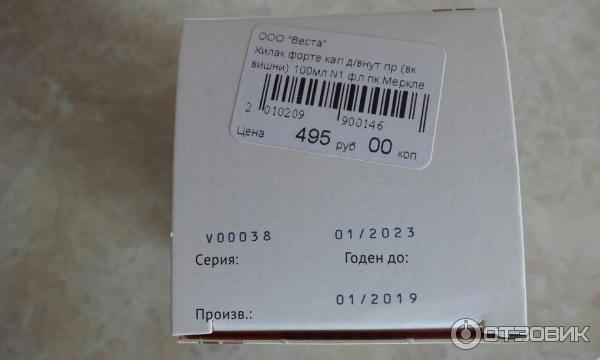 ООО "Веста"
Хилак форте кап д/внут пр (вк
вишни) 100мл N1 фл пк Меркле
2 010209 900146
Цена 495 руб 00 коп
V00038 01/2023
Серия: Годен до:
01/2019
Произв.:
ОТЗОВИК